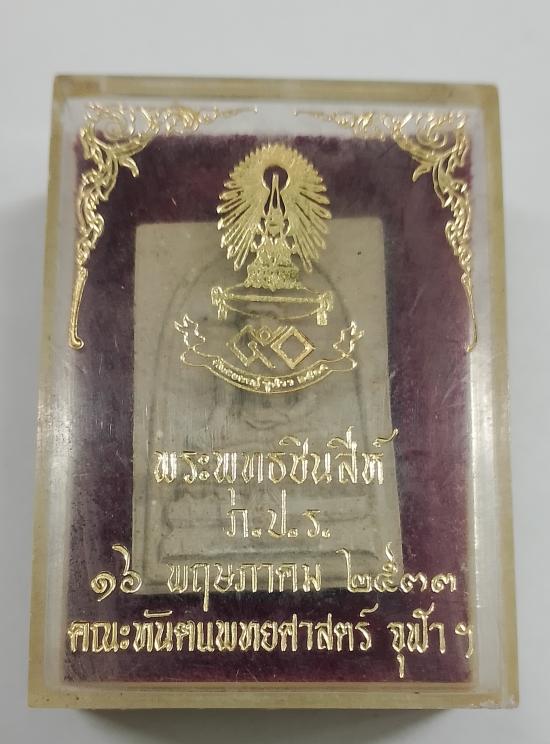 ๕๐
พระพุทธชินสีห์
ภ.ป.ร.
๑๖ พฤษภาคม ๒๕๓๓
คณะทันตแพทยศาสตร์ จุฬาฯ